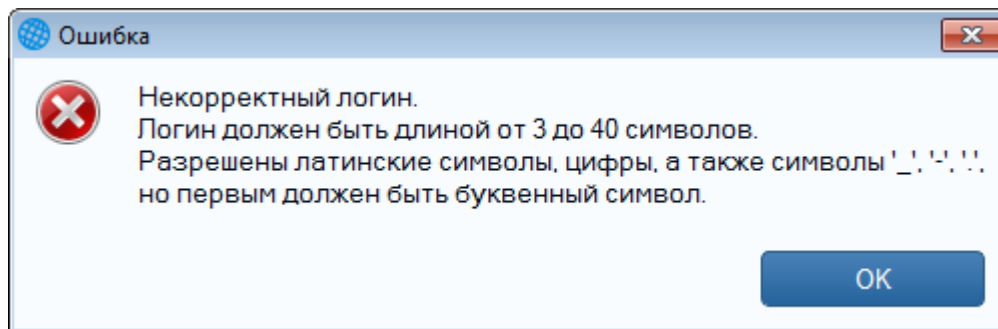 Ошибка
Некорректный логин.
Логин должен быть длиной от 3 до 40 символов.
Разрешены латинские символы, цифры, а также символы '_', '-', '.',
но первым должен быть буквенный символ.
OK